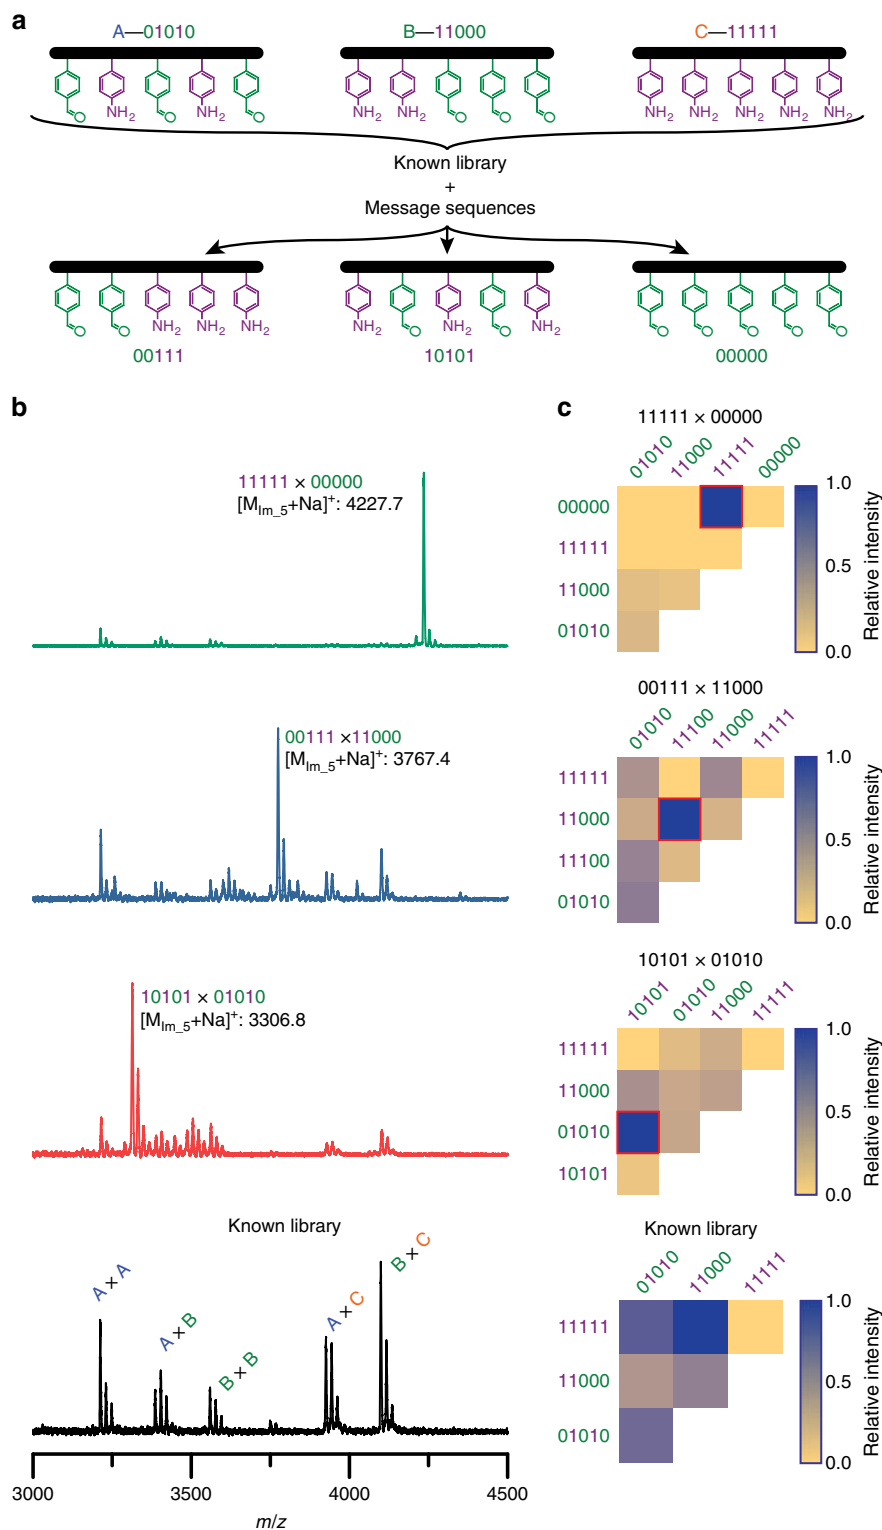 a
A—01010
B—11000
C—11111
O NH2 O NH2 O
NH2 NH2 O O O
NH2 NH2 NH2 NH2 NH2
Known library
+
Message sequences
O O NH2 NH2 NH2
NH2 O NH2 O NH2
O O O O O
00111
10101
00000
b
11111 × 00000
[MIm_5+Na]+: 4227.7
00111 ×11000
[MIm_5+Na]+: 3767.4
10101 × 01010
[MIm_5+Na]+: 3306.8
Known library
A × A
A × B
B × B
A × C
B × C
3000
3500
4000
4500
m/z
c
11111 × 00000
01010
11000
11111
00000
00000
11111
11000
01010
1.0
0.5
0.0
Relative intensity
00111 × 11000
01010
11100
11000
11111
11111
11000
11100
01010
1.0
0.5
0.0
Relative intensity
10101 × 01010
10101
01010
11000
11111
11111
11000
01010
10101
1.0
0.5
0.0
Relative intensity
Known library
01010
11000
11111
11111
11000
01010
1.0
0.5
0.0
Relative intensity